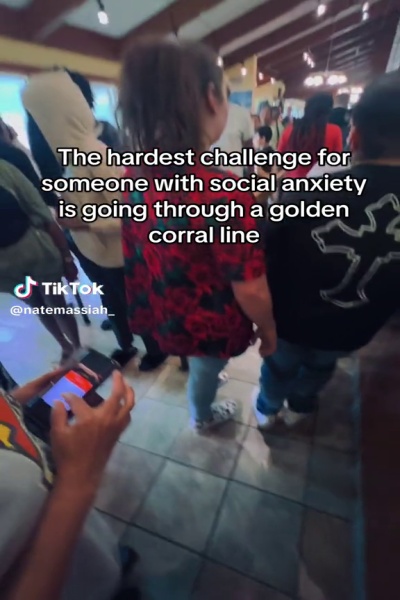 The hardest challenge for
someone with social anxiety
is going through a golden
corral line
TikTok
@natemassiah_